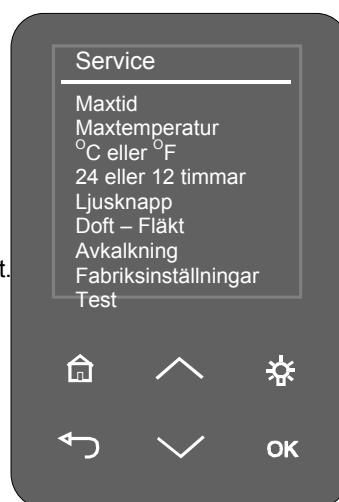 Service
Maxtid
Maxtemperatur
°C eller °F
24 eller 12 timmar
Ljusknapp
Doft – Fläkt
Avkalkning
t.
Fabriksinställningar
Test
OK